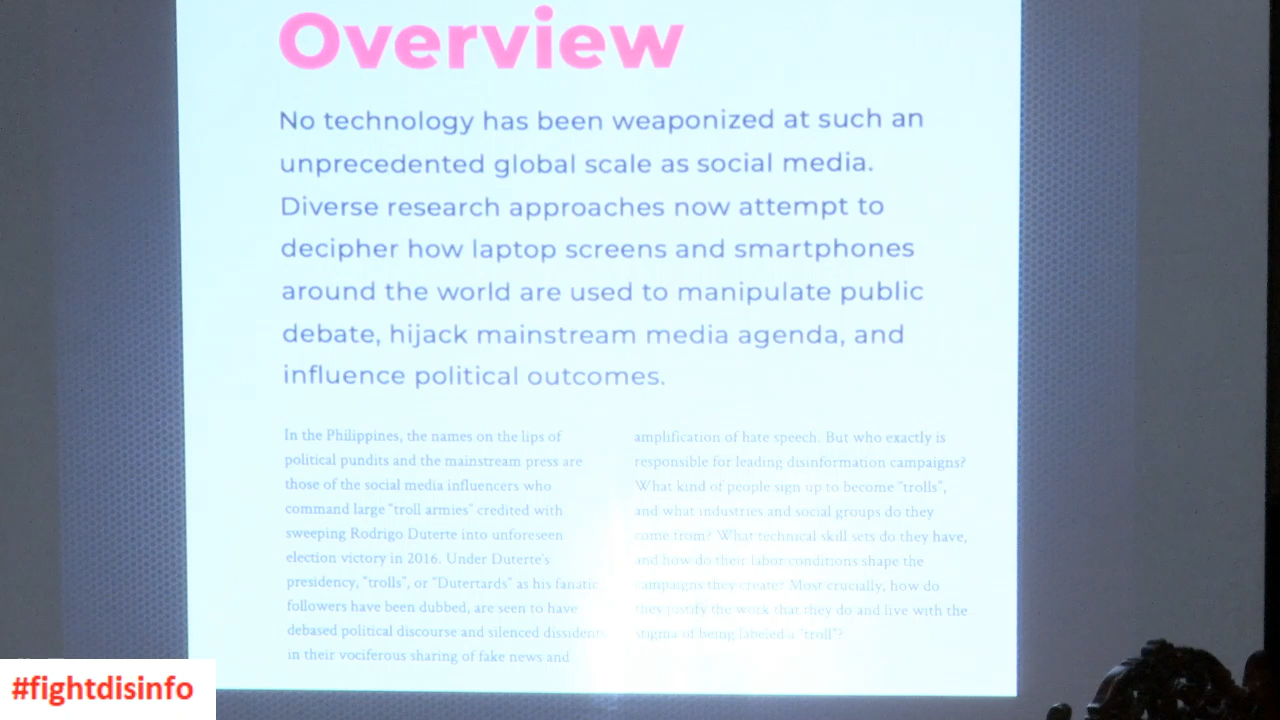 Overview
No technology has been weaponized at such an
unprecedented global scale as social media.
Diverse research approaches now attempt to
decipher how laptop screens and smartphones
around the world are used to manipulate public
debate, hijack mainstream media agenda, and
influence political outcomes.
In the Philippines, the names on the lips of
political pundits and the mainstream press are
those of the social media influencers who
command large "troll armies" credited with
sweeping Rodrigo Duterte into unforeseen
election victory in 2016. Under Duterte's
presidency, "trolls", or "Dutertards" as his fanatic
followers have been dubbed, are seen to have
debased political discourse and silenced dissidents
in their vociferous sharing of fake news and
amplification of hate speech. But who exactly is
responsible for leading disinformation campaigns?
What kind of people sign up to become "trolls",
and what industries and social groups do they
come from? What technical skill sets do they have,
and how do their labor conditions shape the
campaigns they create? Most crucially, how do
they justify the work that they do and live with the
stigma of being labeled a "troll"?
#fightdisinfo